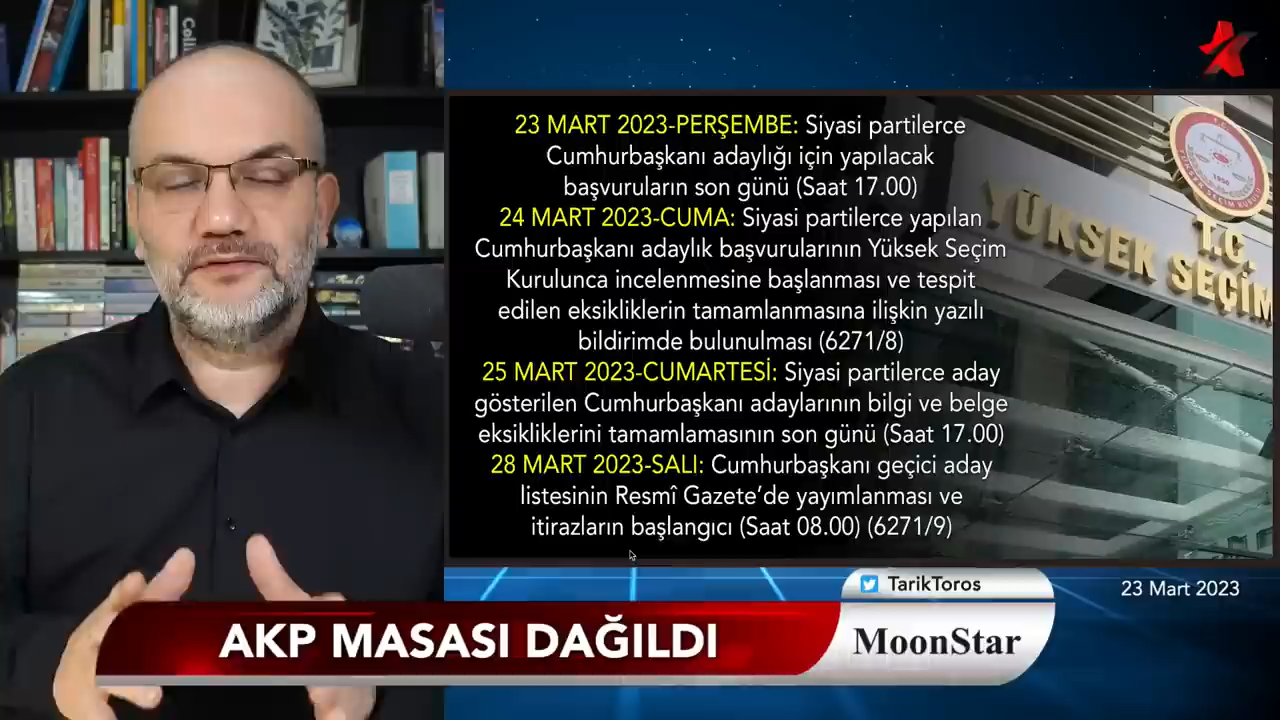 23 MART 2023-PERŞEMBE: Siyasi partilerce
Cumhurbaşkanı adaylığı için yapılacak
başvuruların son günü (Saat 17.00)
24 MART 2023-CUMA: Siyasi partilerce yapılan
Cumhurbaşkanı adaylık başvurularının Yüksek Seçim
Kurulunca incelenmesine başlanması ve tespit
edilen eksikliklerin tamamlanmasına ilişkin yazılı
bildirimde bulunulması (6271/8)
25 MART 2023-CUMARTESİ: Siyasi partilerce aday
gösterilen Cumhurbaşkanı adaylarının bilgi ve belge
eksikliklerini tamamlamasının son günü (Saat 17.00)
28 MART 2023-SALI: Cumhurbaşkanı geçici aday
listesinin Resmî Gazete’de yayımlanması ve
itirazların başlangıcı (Saat 08.00) (6271/9)
T.C.
YÜKSEK SEÇİM
TarikToros
23 Mart 2023
AKP MASASI DAĞILDI
MoonStar